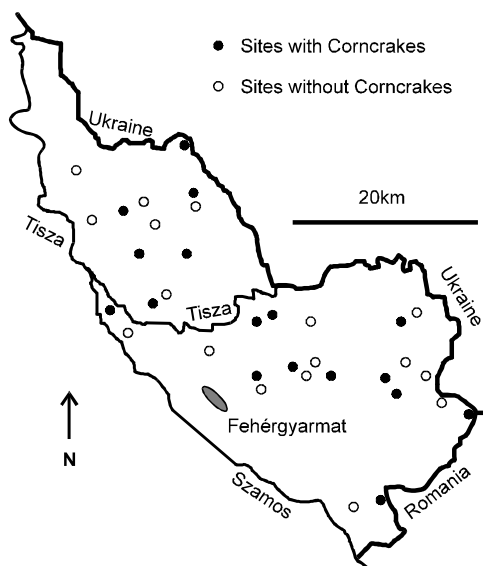 Sites with Corncrakes
Sites without Corncrakes
Ukraine
20km
Tisza
Tisza
Ukraine
Fehérgyarmat
N
Szamos
Romania